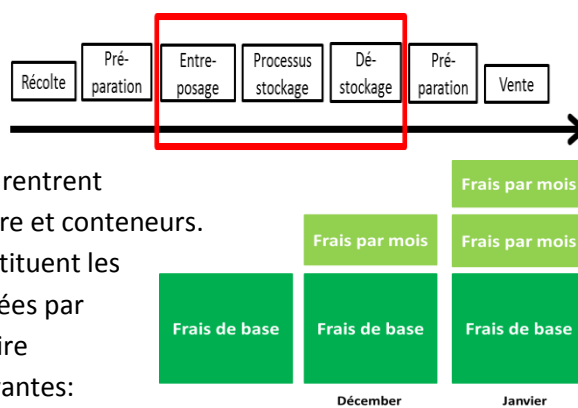 Récolte
Pré-
paration
Entre-
posage
Processus
stockage
Dé-
stockage
Pré-
paration
Vente
rentrent
re et conteneurs.
tituent les
ées par
ire
rantes:
Frais par mois
Frais par mois
Frais par mois
Frais de base
Frais de base
Frais de base
Décembre
Janvier